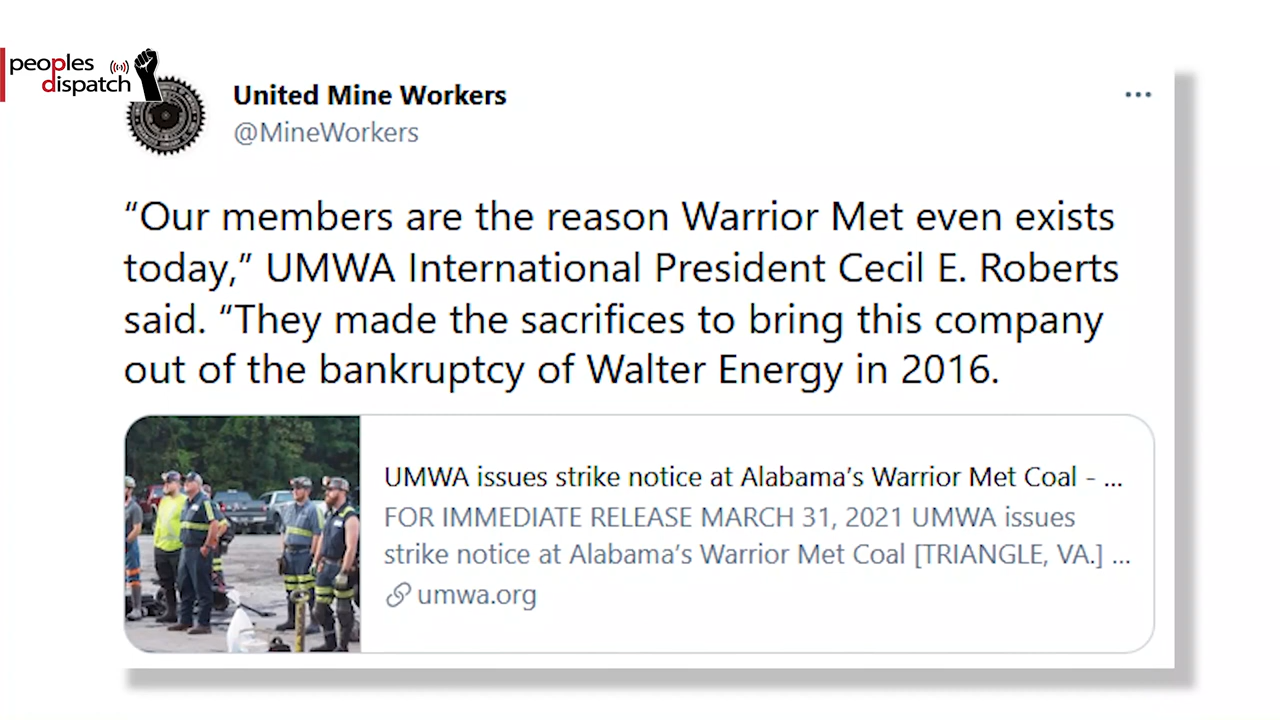 peoples
dispatch
United Mine Workers
@MineWorkers
“Our members are the reason Warrior Met even exists
today,” UMWA International President Cecil E. Roberts
said. “They made the sacrifices to bring this company
out of the bankruptcy of Walter Energy in 2016.
UMWA issues strike notice at Alabama’s Warrior Met Coal - ...
FOR IMMEDIATE RELEASE MARCH 31, 2021 UMWA issues
strike notice at Alabama’s Warrior Met Coal [TRIANGLE, VA.] ...
umwa.org